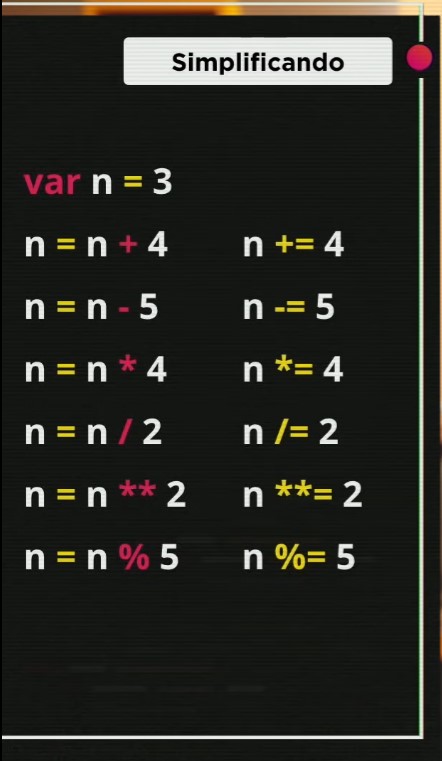 Simplificando
var n = 3
n = n + 4 n += 4
n = n - 5 n -= 5
n = n * 4 n *= 4
n = n / 2 n /= 2
n = n ** 2 n **= 2
n = n % 5 n %= 5